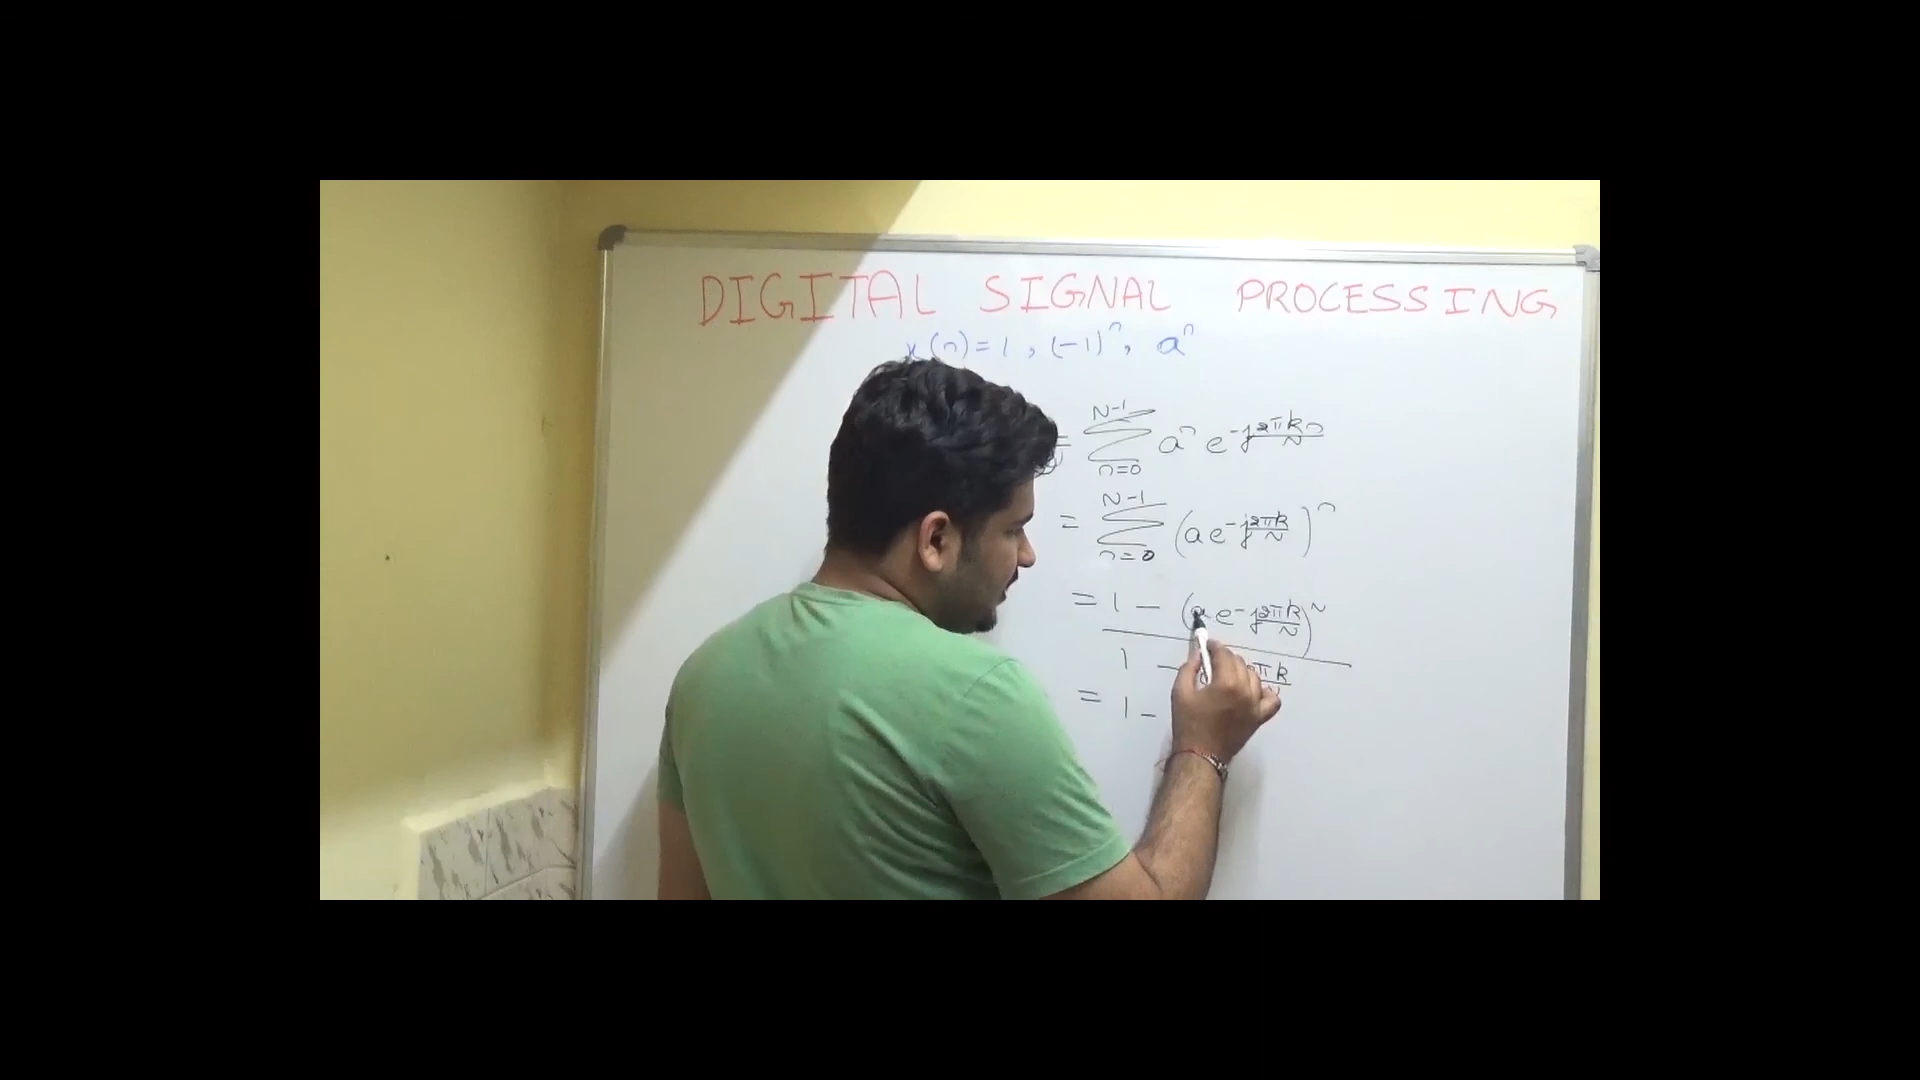 DIGITAL SIGNAL PROCESSING
x(n) = 1, (-1)^n, a^n
= Σ_{n=0}^{N-1} a^n e^{-j2πkn/N}
= Σ_{n=0}^{N-1} (a e^{-j2πk/N})^n
= 1 - (a e^{-j2πk/N})^N
1 -
= 1 -